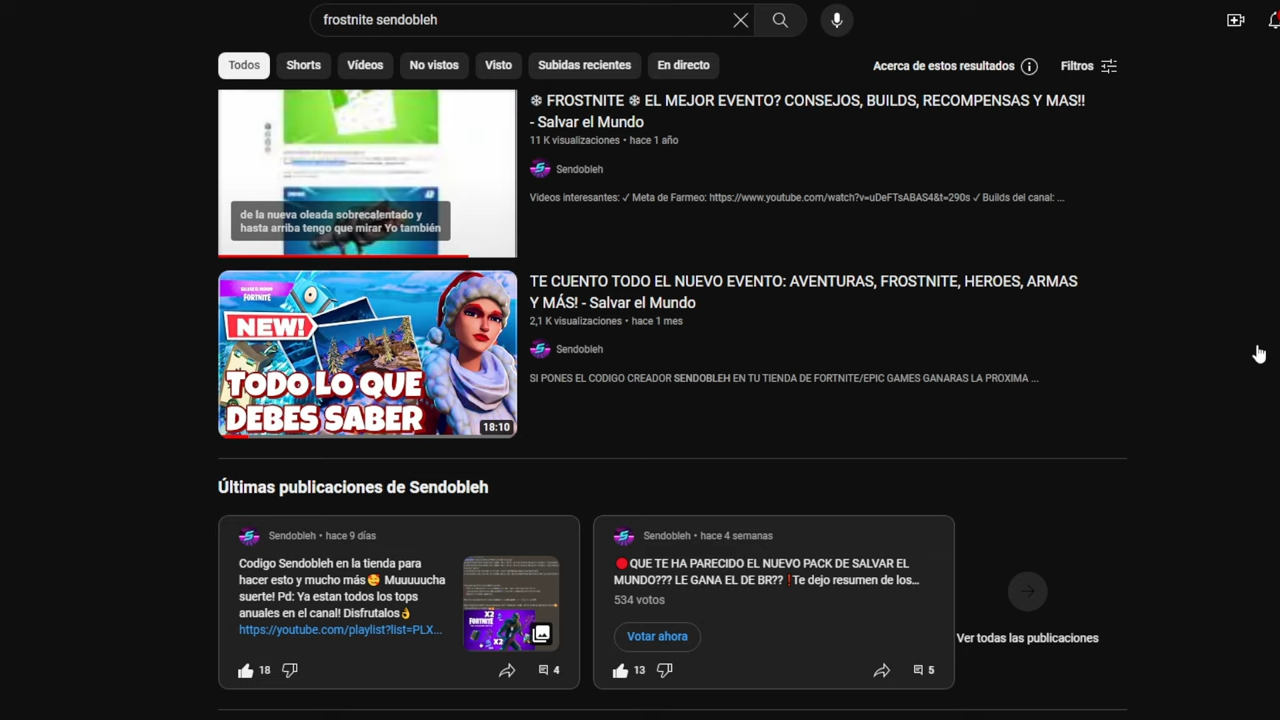 frostnite sendobleh
Todos
Shorts
Vídeos
No vistos
Visto
Subidas recientes
En directo
Acerca de estos resultados
Filtros
de la nueva oleada sobrecalentado y
hasta arriba tengo que mirar Yo también
❄ FROSTNITE ❄ EL MEJOR EVENTO? CONSEJOS, BUILDS, RECOMPENSAS Y MAS!!
- Salvar el Mundo
11 K visualizaciones • hace 1 año
Sendobleh
Videos interesantes: ✓ Meta de Farmeo: https://www.youtube.com/watch?v=uDeFTsABAS4&t=290s ✓ Builds del canal: ...
FORTNITE
NEW!
TODO LO QUE
DEBES SABER
18:10
TE CUENTO TODO EL NUEVO EVENTO: AVENTURAS, FROSTNITE, HEROES, ARMAS
Y MÁS! - Salvar el Mundo
2,1 K visualizaciones • hace 1 mes
Sendobleh
SI PONES EL CODIGO CREADOR SENDOBLEH EN TU TIENDA DE FORTNITE/EPIC GAMES GANARAS LA PROXIMA ...
Últimas publicaciones de Sendobleh
Sendobleh • hace 9 días
Codigo Sendobleh en la tienda para
hacer esto y mucho más🥰 Muuuuucha
suerte! Pd: Ya estan todos los tops
anuales en el canal! Disfrutalos👌
https://youtube.com/playlist?list=PLX...
FORTNITE
X2
X2
18
4
Sendobleh • hace 4 semanas
🔴QUE TE HA PARECIDO EL NUEVO PACK DE SALVAR EL
MUNDO??? LE GANA EL DE BR??❗Te dejo resumen de los...
534 votos
Votar ahora
13
5
Ver todas las publicaciones